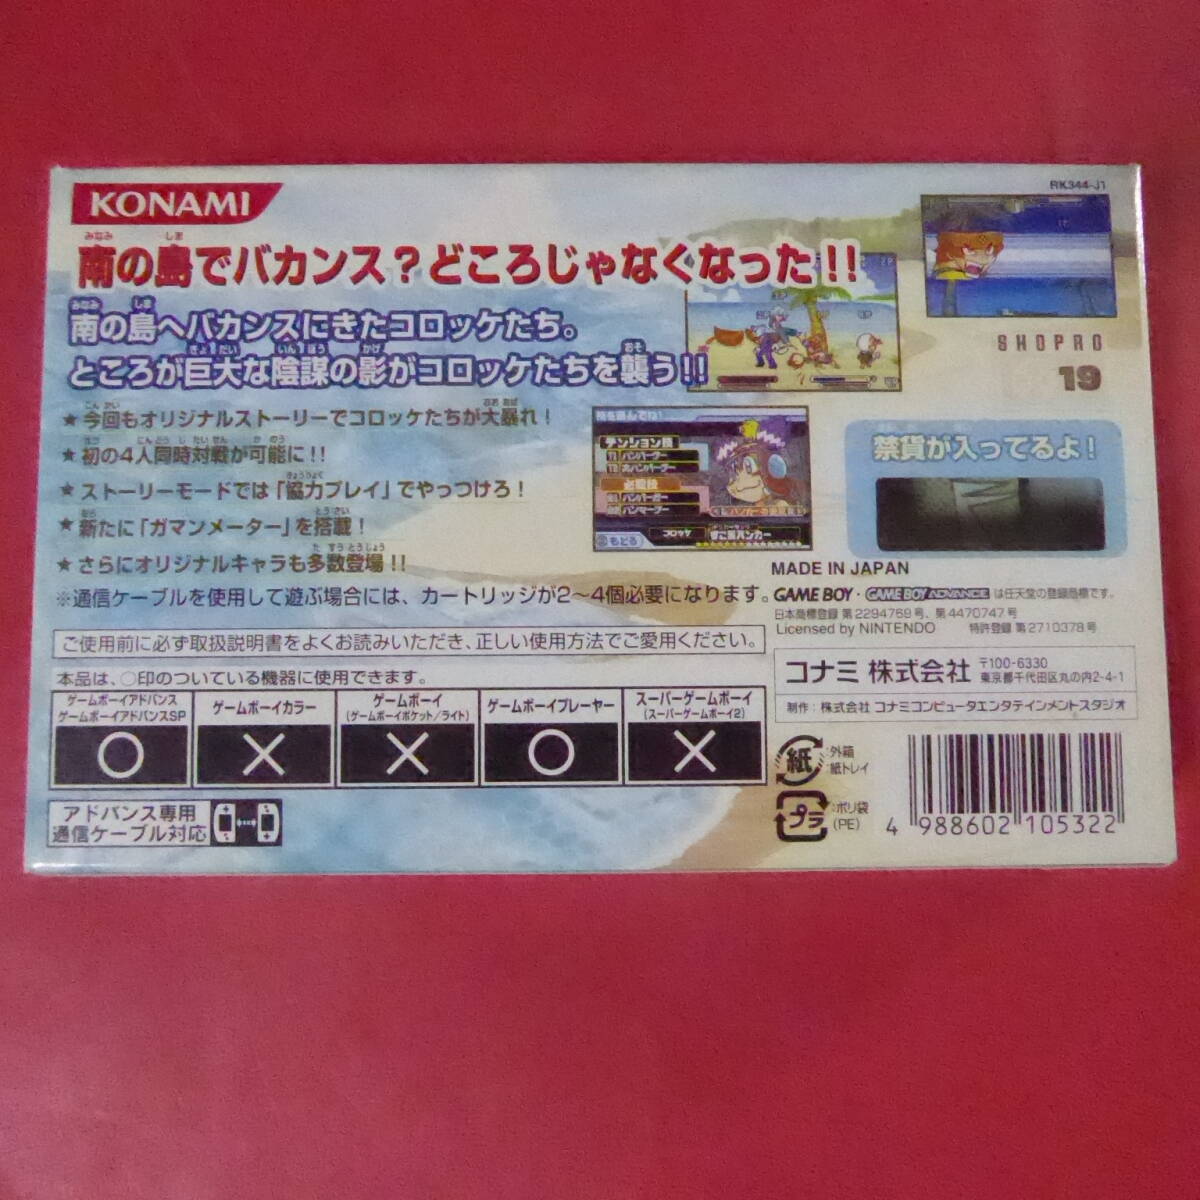 KONAMI
RK344-J1
南の島でバカンス？どころじゃなくなった!!
南の島へバカンスにきたコロッケたち。
ところが巨大な陰謀の影がコロッケたちを襲う!!
★今回もオリジナルストーリーでコロッケたちが大暴れ！
★初の4人同時対戦が可能に!!
★ストーリーモードでは「協力プレイ」でやっつけろ！
★新たに「ガマンメーター」を搭載！
★さらにオリジナルキャラも多数登場!!
※通信ケーブルを使用して遊ぶ場合には、カートリッジが2〜4個必要になります。
ご使用前に必ず取扱説明書をよくお読みいただき、正しい使用方法でご愛用ください。
本品は、○印のついている機器に使用できます。
ゲームボーイアドバンス
ゲームボーイアドバンスSP
○
ゲームボーイカラー
×
ゲームボーイ
(ゲームボーイポケット/ライト)
×
ゲームボーイプレーヤー
○
スーパーゲームボーイ
(スーパーゲームボーイ2)
×
アドバンス専用
通信ケーブル対応
SHOPRO
19
テンション技
必殺技
もどる
コロッケ
禁貨が入ってるよ！
MADE IN JAPAN
GAME BOY・GAME BOY ADVANCE は任天堂の登録商標です。
日本商標登録 第2294769号、第4470747号
Licensed by NINTENDO 特許登録 第2710378号
コナミ株式会社
〒100-6330
東京都千代田区丸の内2-4-1
制作：株式会社 コナミコンピュータエンタテインメントスタジオ
紙
:外箱
:紙トレイ
プラ
:ポリ袋
(PE)
4 988602 105322